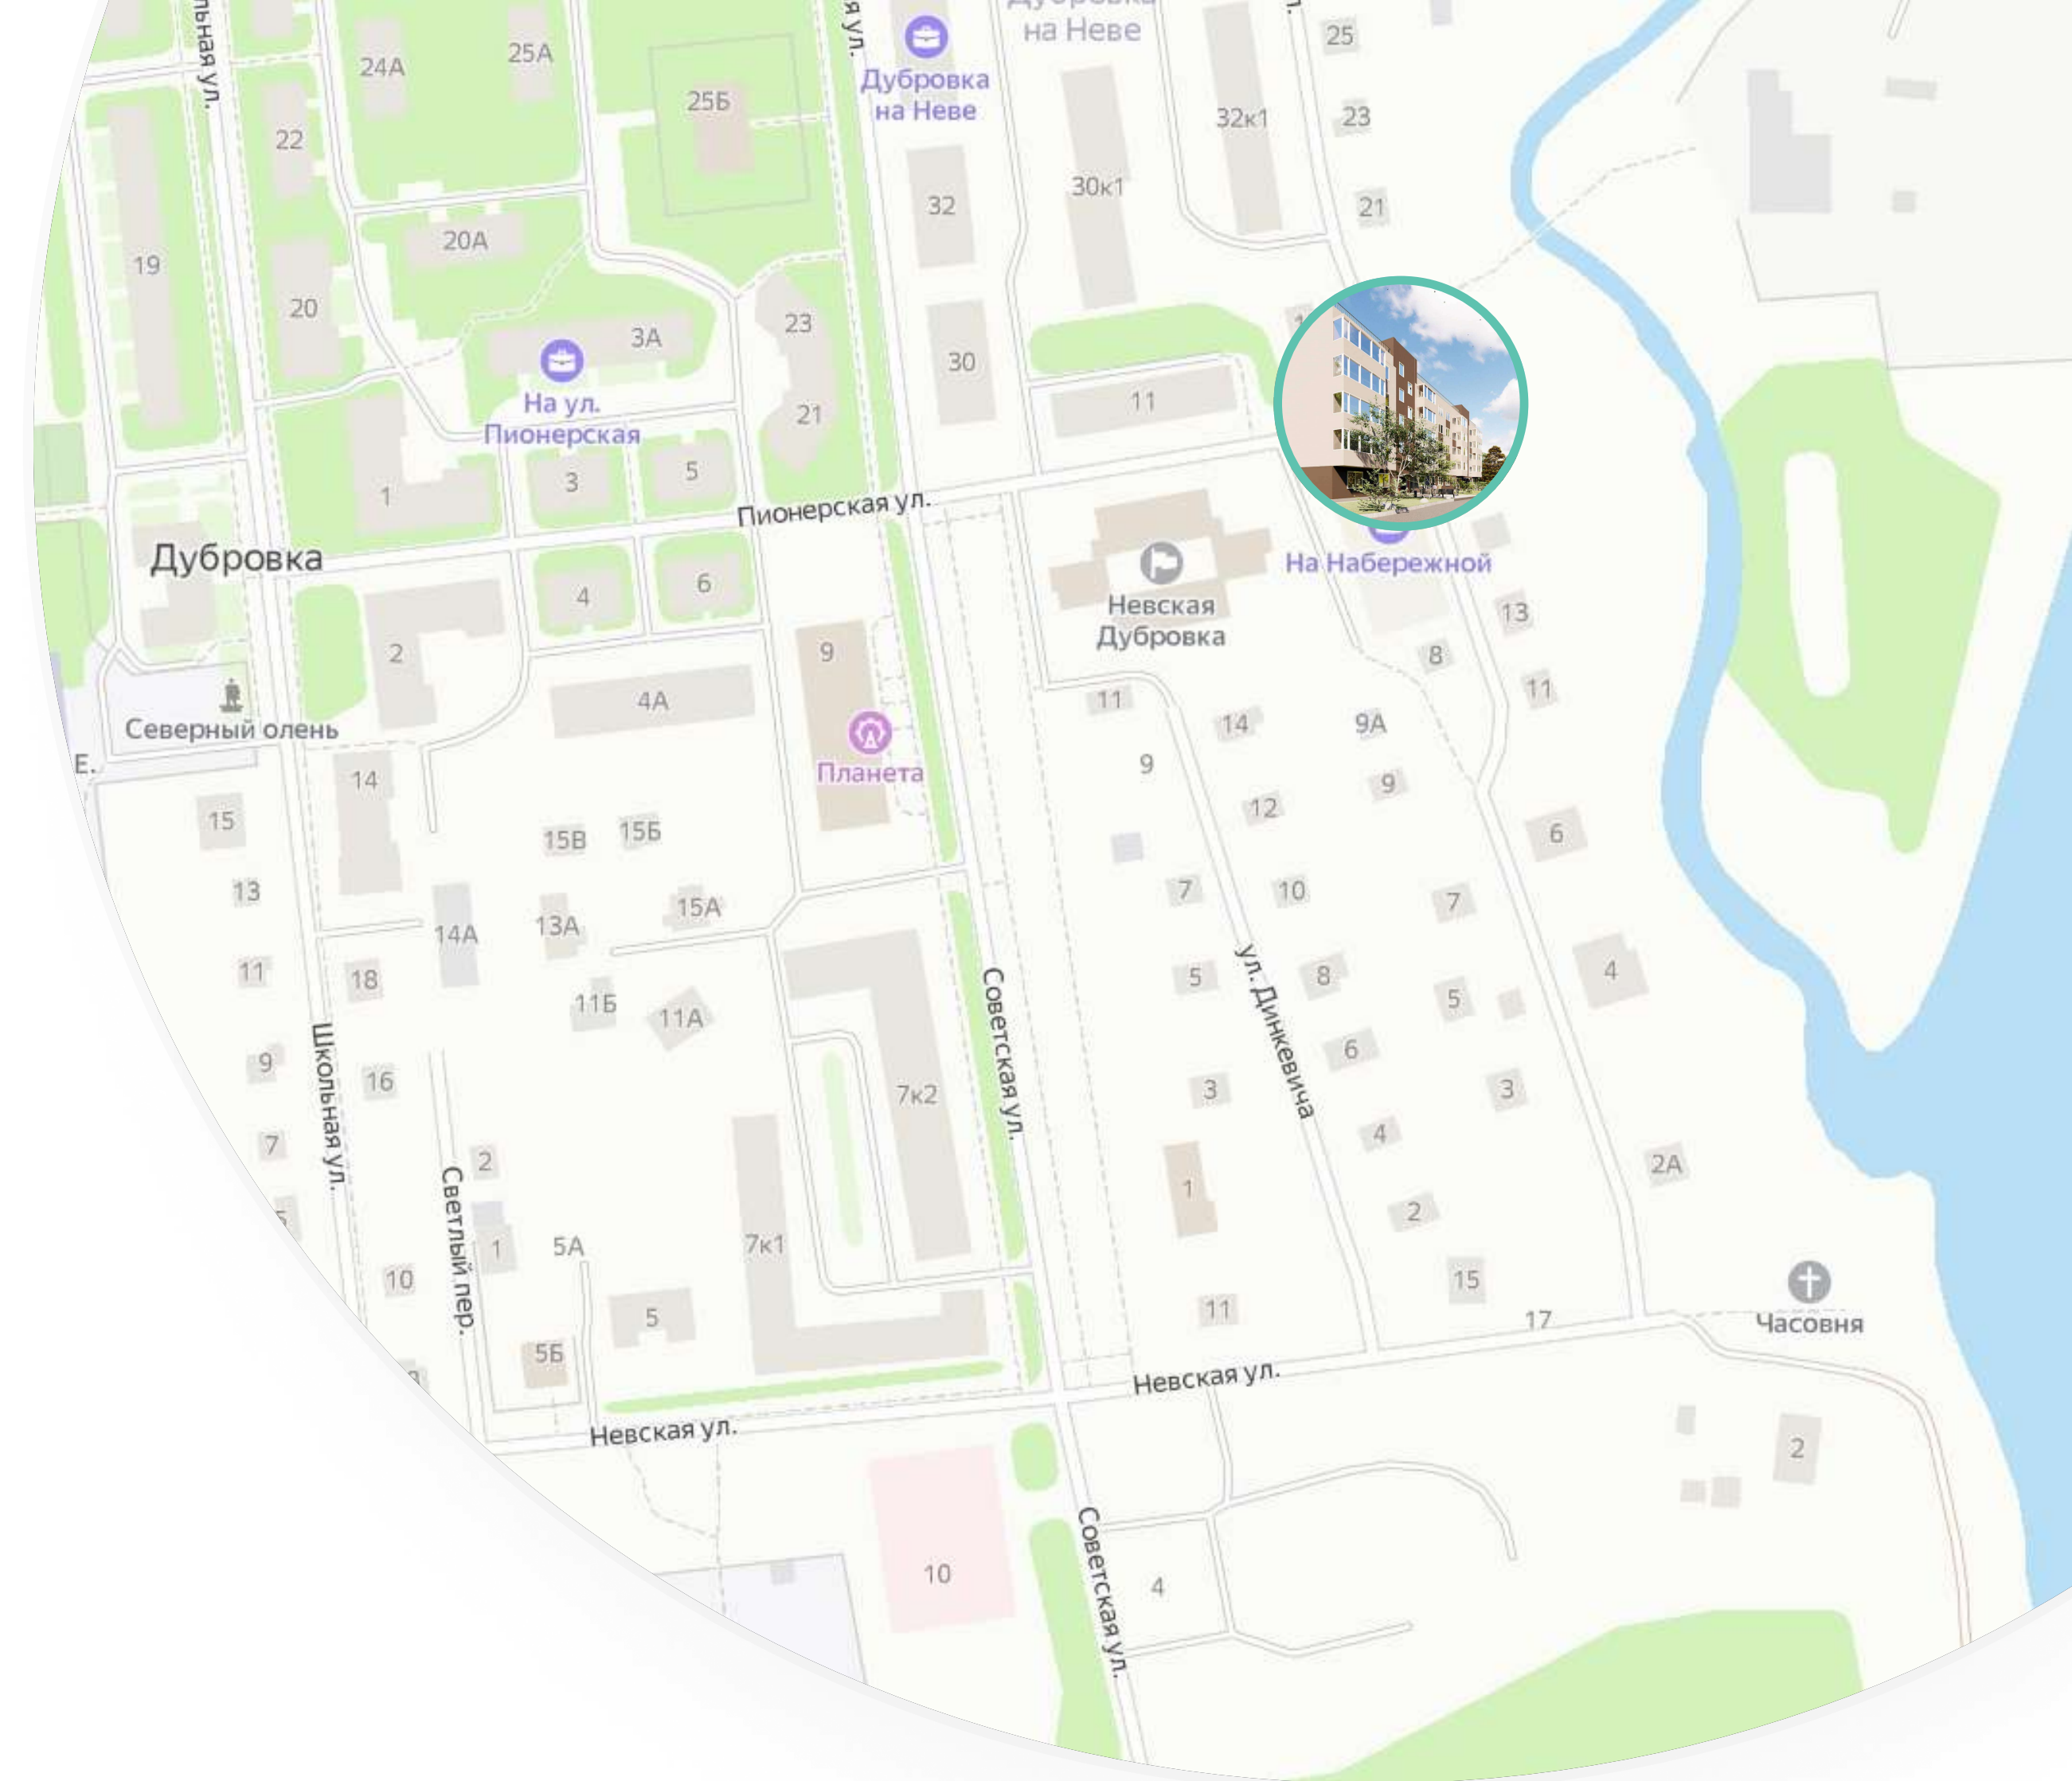 24А
25А
25Б
22
19
20А
20
3А
На ул.
Пионерская
23
21
1
3
5
Пионерская ул.
Дубровка
на Неве
на Неве
32
30
30к1
32к1
25
23
21
11
Дубровка
2
4
6
4А
9
Планета
Северный олень
Е.
14
15
13
11
9
7
14А
18
16
10
15В
15Б
13А
15А
11Б
11А
7к2
7к1
2
1
5А
5
5Б
Школьная ул.
Светлый пер.
Советская ул.
Невская
Дубровка
На Набережной
13
8
11
11
14
9А
9
9
12
6
7
10
7
5
8
5
4
6
3
3
4
1
2
2А
15
11
17
ул. Динкевича
Часовня
Невская ул.
Невская ул.
2
10
4
Советская ул.